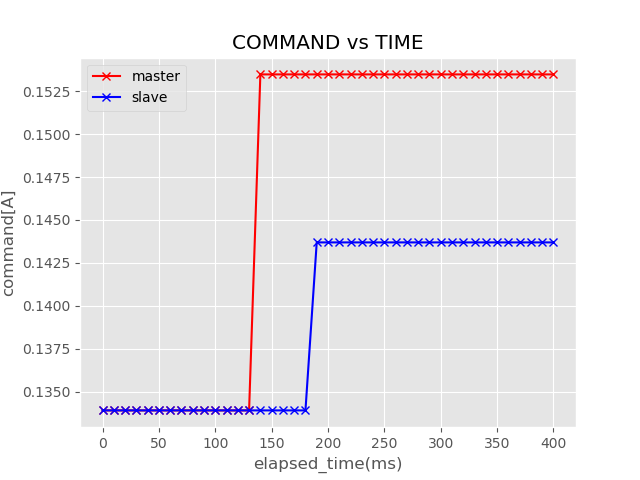 COMMAND vs TIME
master
slave
command[A]
0.1525
0.1500
0.1475
0.1450
0.1425
0.1400
0.1375
0.1350
0 50 100 150 200 250 300 350 400
elapsed_time(ms)